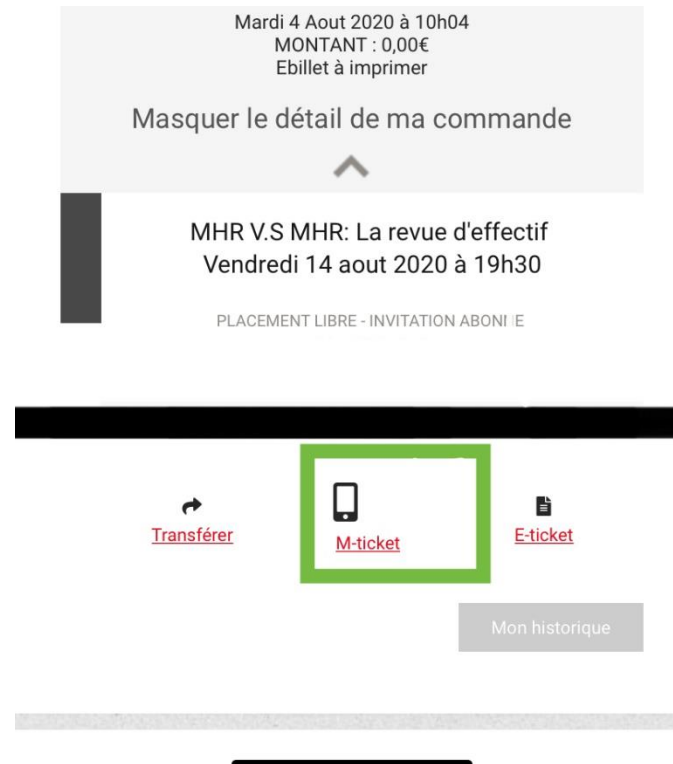 Mardi 4 Aout 2020 à 10h04
MONTANT : 0,00€
Ebillet à imprimer
Masquer le détail de ma commande
MHR V.S MHR: La revue d'effectif
Vendredi 14 aout 2020 à 19h30
PLACEMENT LIBRE - INVITATION
Transférer
M-ticket
E-ticket
Mon historique